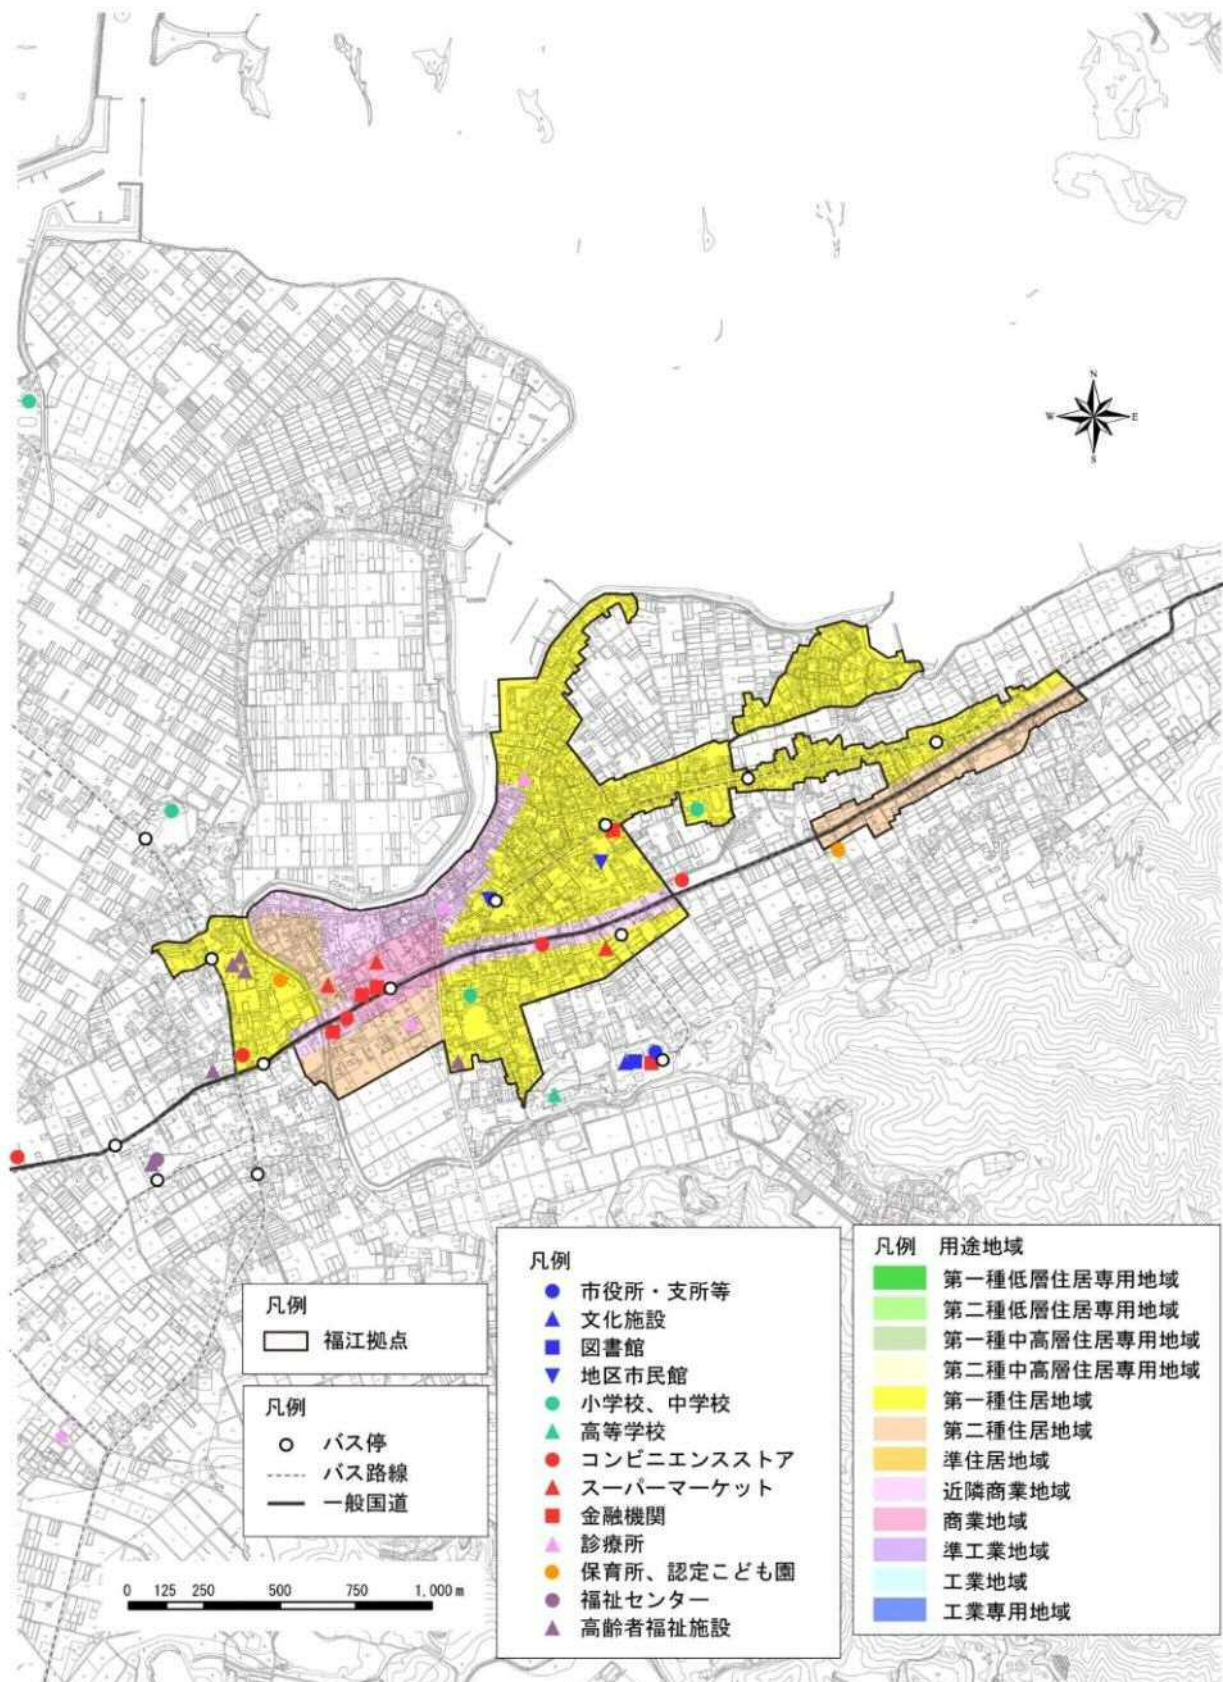 N
W
E
S
凡例
福江拠点
凡例
バス停
バス路線
一般国道
0 125 250 500 750 1,000 m
凡例
市役所・支所等
文化施設
図書館
地区市民館
小学校、中学校
高等学校
コンビニエンスストア
スーパーマーケット
金融機関
診療所
保育所、認定こども園
福祉センター
高齢者福祉施設
凡例 用途地域
第一種低層住居専用地域
第二種低層住居専用地域
第一種中高層住居専用地域
第二種中高層住居専用地域
第一種住居地域
第二種住居地域
準住居地域
近隣商業地域
商業地域
準工業地域
工業地域
工業専用地域